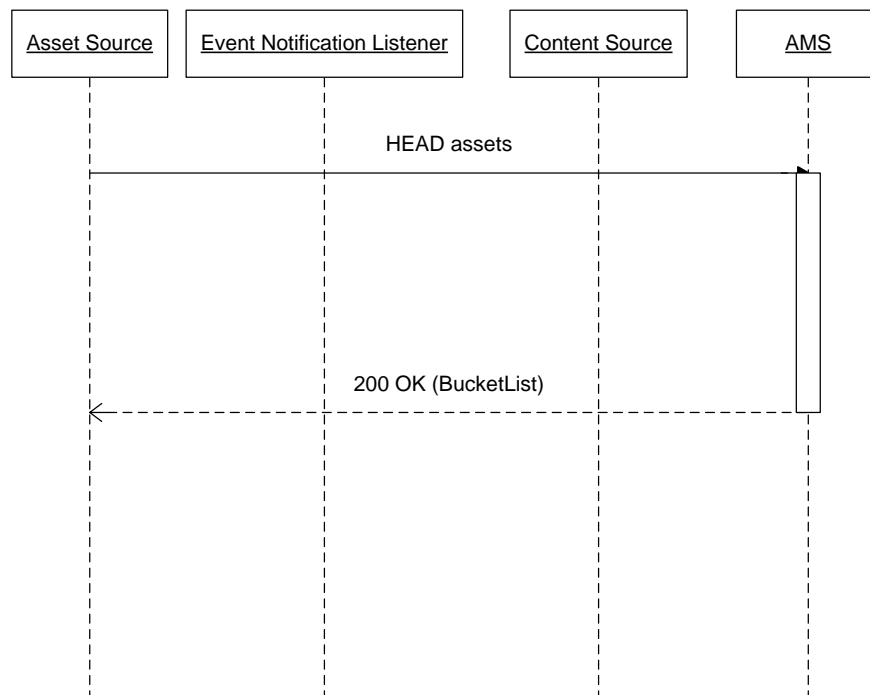 Asset Source
Event Notification Listener
Content Source
AMS
HEAD assets
200 OK (BucketList)